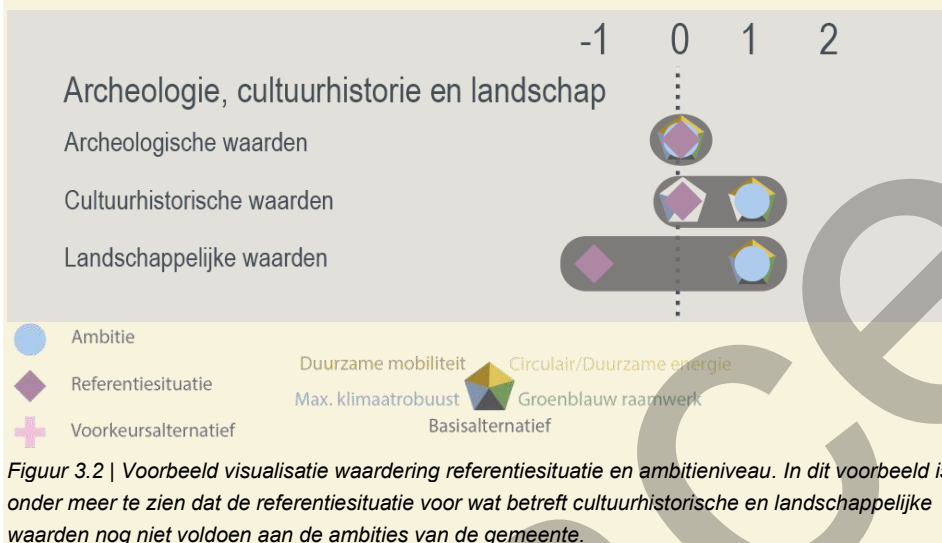 -1 0 1 2
Archeologie, cultuurhistorie en landschap
Archeologische waarden
Cultuurhistorische waarden
Landschappelijke waarden
Ambitie
Referentiesituatie
Voorkeursalternatief
Duurzame mobiliteit Circulair/Duurzame energie
Max. klimaatrobuust Groenblauw raamwerk
Basisalternatief
Figuur 3.2 | Voorbeeld visualisatie waardering referentiesituatie en ambitieniveau. In dit voorbeeld is
onder meer te zien dat de referentiesituatie voor wat betreft cultuurhistorische en landschappelijke
waarden nog niet voldoen aan de ambities van de gemeente.